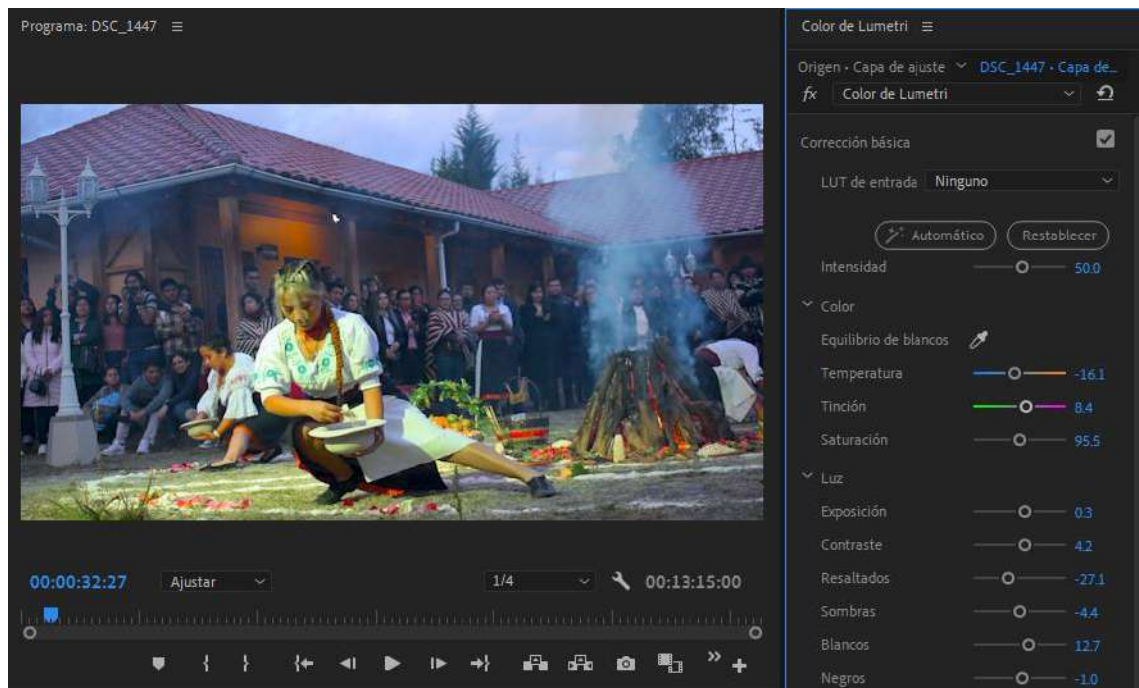 Programa: DSC_1447
Color de Lumetri
Origen · Capa de ajuste DSC_1447 · Capa de...
fx Color de Lumetri
Corrección básica
LUT de entrada Ninguno
Automático Restablecer
Intensidad 50.0
Color
Equilibrio de blancos
Temperatura -16.1
Tinción 8.4
Saturación 95.5
Luz
Exposición 0.3
Contraste 4.2
Resaltados -27.1
Sombras -4.4
Blancos 12.7
Negros -1.0
00:00:32:27 Ajustar 1/4 00:13:15:00